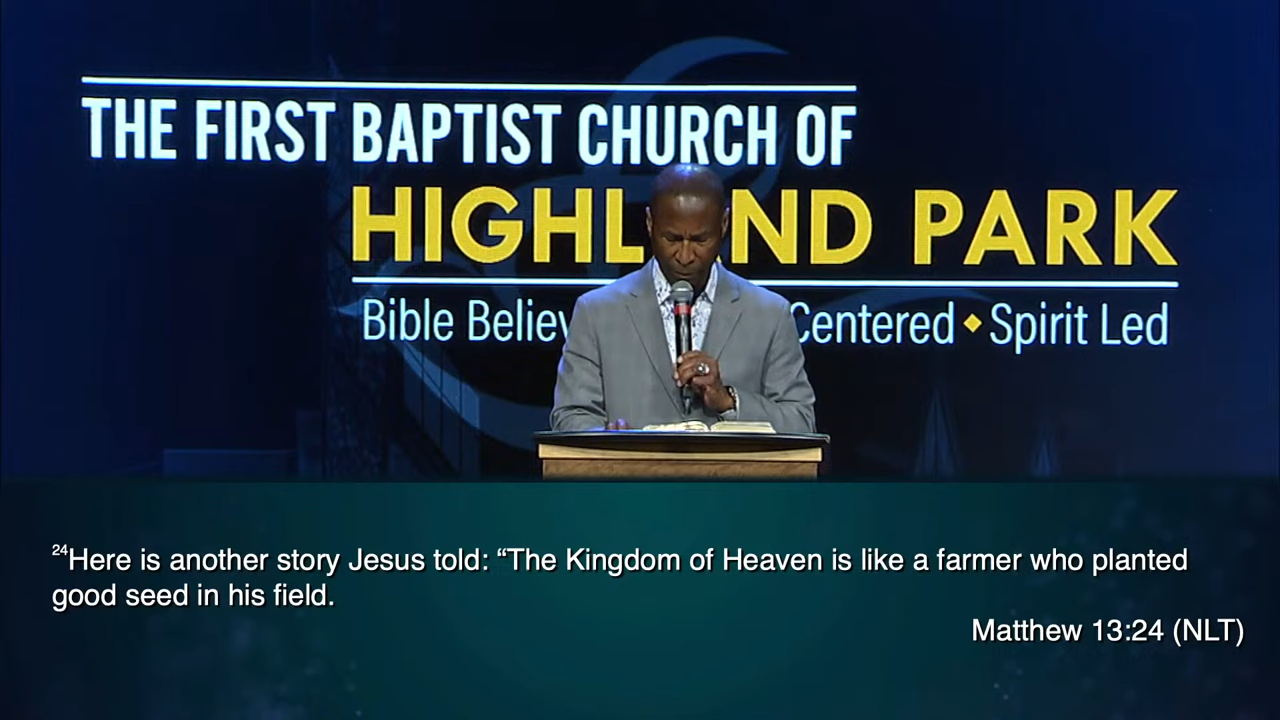 THE FIRST BAPTIST CHURCH OF
HIGHL ND PARK
Bible Believ Centered • Spirit Led
24Here is another story Jesus told: “The Kingdom of Heaven is like a farmer who planted
good seed in his field.
Matthew 13:24 (NLT)